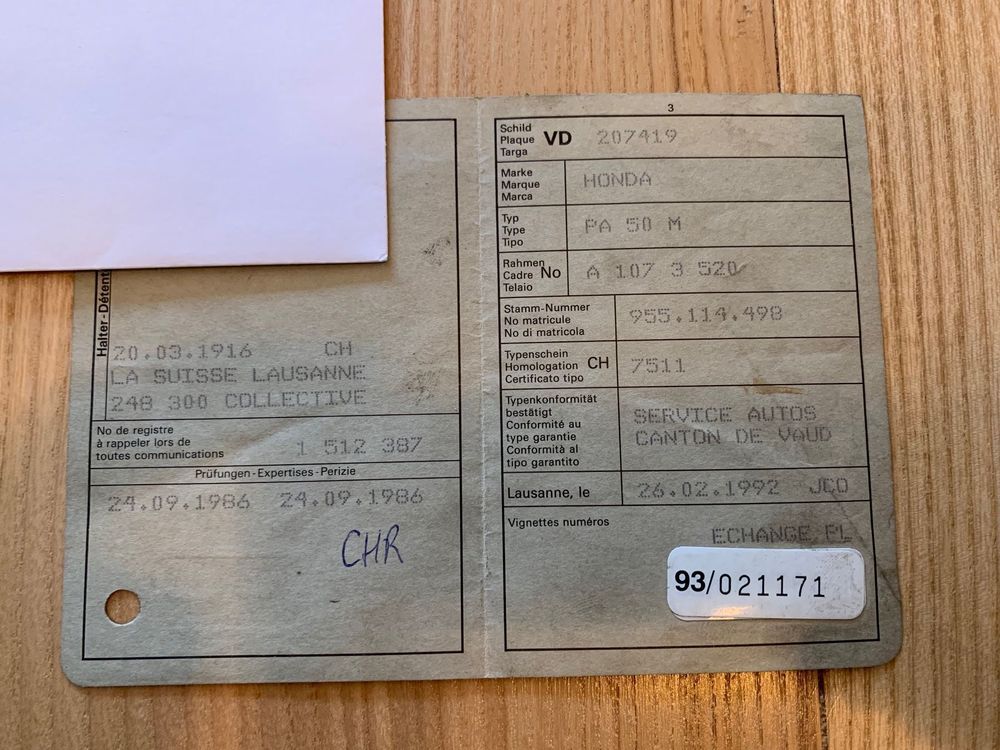 Halter-Détent
20.03.1916 CH
LA SUISSE LAUSANNE
248 300 COLLECTIVE
No de registre
à rappeler lors de
toutes communications
1 512 387
Prüfungen-Expertises-Perizie
24.09.1986 24.09.1986
CHR
3
Schild
Plaque
Targa
VD 207419
Marke
Marque
Marca
HONDA
Typ
Type
Tipo
PA 50 M
Rahmen
Cadre No
Telaio
A 107 3 520
Stamm-Nummer
No matricule
No di matricola
955.114.498
Typenschein
Homologation CH
Certificato tipo
7511
Typenkonformität
bestätigt
Conformité au
type garantie
Conformità al
tipo garantito
SERVICE AUTOS
CANTON DE VAUD
Lausanne, le 26.02.1992 JCO
Vignettes numéros
ECHANGE PL
93/021171